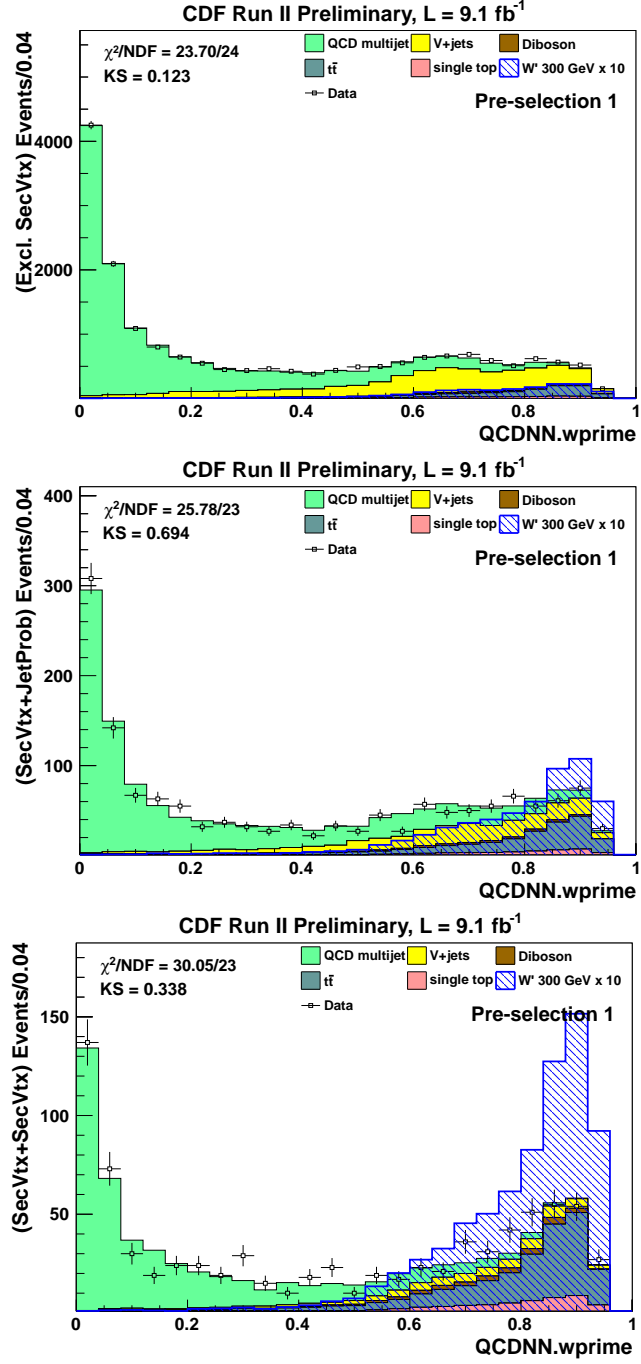 CDF Run II Preliminary, L = 9.1 fb⁻¹
χ²/NDF = 23.70/24
KS = 0.123
QCD multijet V+jets Diboson
tt̄ single top W' 300 GeV x 10
Data
Pre-selection 1
(Excl. SecVtx) Events/0.04
4000
2000
0 0.2 0.4 0.6 0.8 1
QCDNN.wprime
CDF Run II Preliminary, L = 9.1 fb⁻¹
χ²/NDF = 25.78/23
KS = 0.694
QCD multijet V+jets Diboson
tt̄ single top W' 300 GeV x 10
Data
Pre-selection 1
(SecVtx+JetProb) Events/0.04
400
300
200
100
0 0.2 0.4 0.6 0.8 1
QCDNN.wprime
CDF Run II Preliminary, L = 9.1 fb⁻¹
χ²/NDF = 30.05/23
KS = 0.338
QCD multijet V+jets Diboson
tt̄ single top W' 300 GeV x 10
Data
Pre-selection 1
(SecVtx+SecVtx) Events/0.04
150
100
50
0 0.2 0.4 0.6 0.8 1
QCDNN.wprime